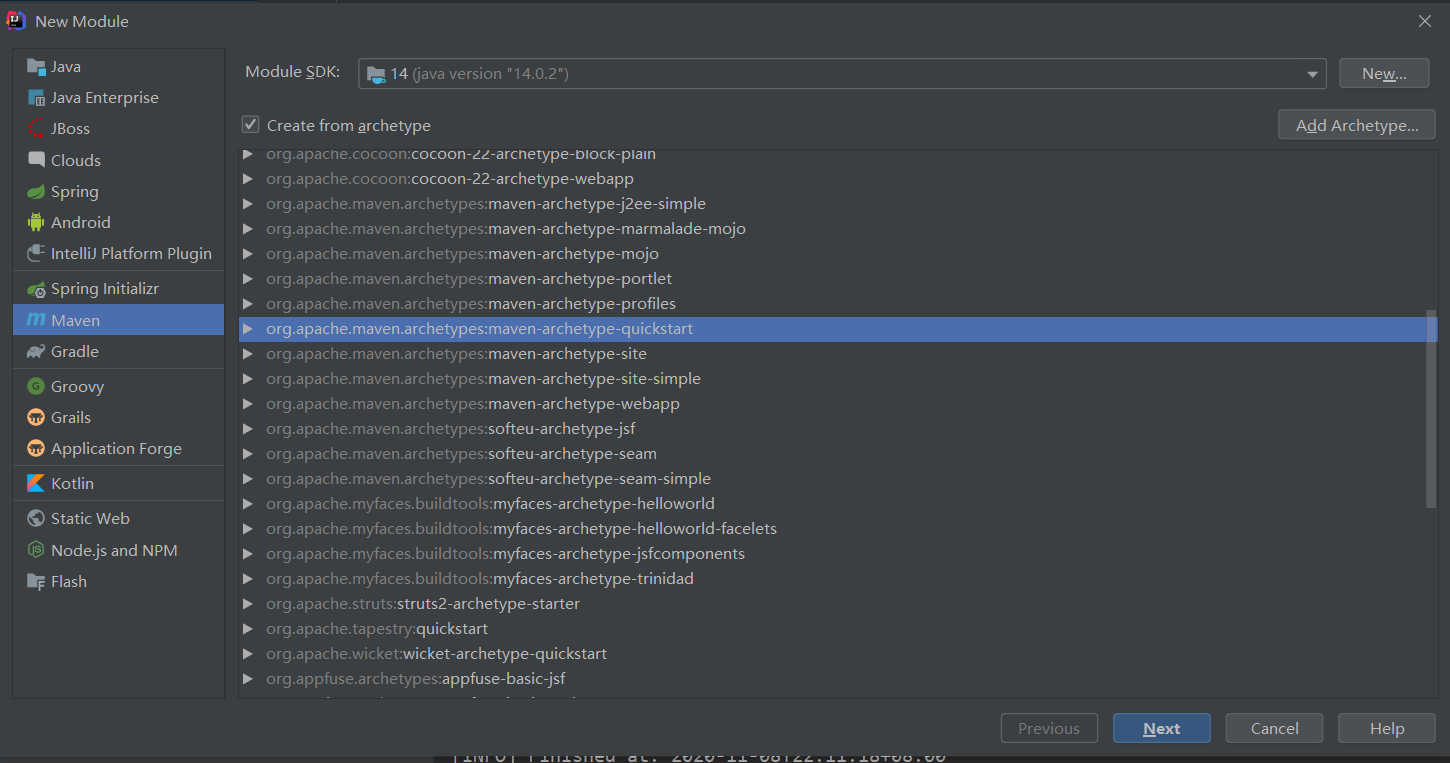 New Module
Java
Java Enterprise
JBoss
Clouds
Spring
Android
IntelliJ Platform Plugin
Spring Initializr
Maven
Gradle
Groovy
Grails
Application Forge
Kotlin
Static Web
Node.js and NPM
Flash
Module SDK: 14 (java version "14.0.2") New...
Create from archetype Add Archetype...
org.apache.cocoon:cocoon-22-archetype-block-plain
org.apache.cocoon:cocoon-22-archetype-webapp
org.apache.maven.archetypes:maven-archetype-j2ee-simple
org.apache.maven.archetypes:maven-archetype-marmalade-mojo
org.apache.maven.archetypes:maven-archetype-mojo
org.apache.maven.archetypes:maven-archetype-portlet
org.apache.maven.archetypes:maven-archetype-profiles
org.apache.maven.archetypes:maven-archetype-quickstart
org.apache.maven.archetypes:maven-archetype-site
org.apache.maven.archetypes:maven-archetype-site-simple
org.apache.maven.archetypes:maven-archetype-webapp
org.apache.maven.archetypes:softeu-archetype-jsf
org.apache.maven.archetypes:softeu-archetype-seam
org.apache.maven.archetypes:softeu-archetype-seam-simple
org.apache.myfaces.buildtools:myfaces-archetype-helloworld
org.apache.myfaces.buildtools:myfaces-archetype-helloworld-facelets
org.apache.myfaces.buildtools:myfaces-archetype-jsfcomponents
org.apache.myfaces.buildtools:myfaces-archetype-trinidad
org.apache.struts:struts2-archetype-starter
org.apache.tapestry:quickstart
org.apache.wicket:wicket-archetype-quickstart
org.appfuse.archetypes:appfuse-basic-jsf
Previous Next Cancel Help
[INFO] Finished at: 2020-11-08T22:11:18+08:00